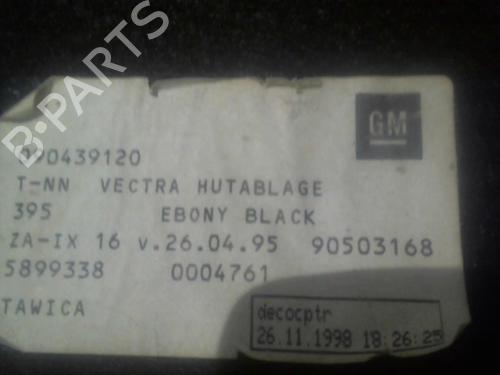 GM
090439120
T-NN VECTRA HUTABLAGE
395 EBONY BLACK
ZA-IX 16 v.26.04.95 90503168
5899338 0004761
TAWICA
decocptr
26.11.1998 18:26:25
B-PARTS